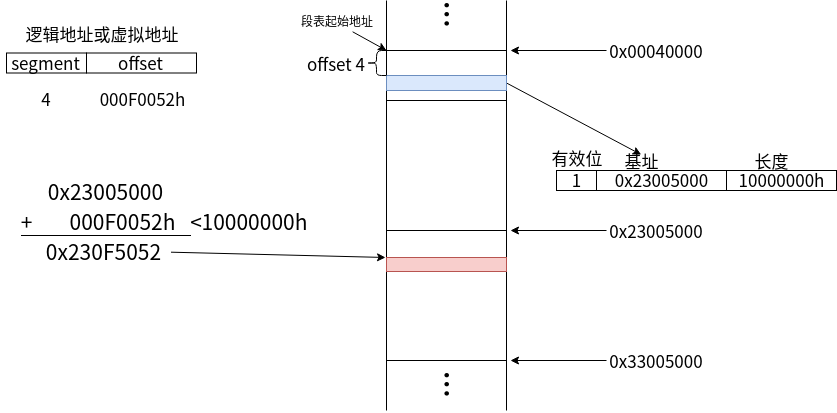 逻辑地址或虚拟地址
segment offset
4 000F0052h
段表起始地址
offset 4
0x00040000
有效位 基址 长度
1 0x23005000 10000000h
0x23005000
+ 000F0052h <10000000h
0x230F5052
0x23005000
0x33005000